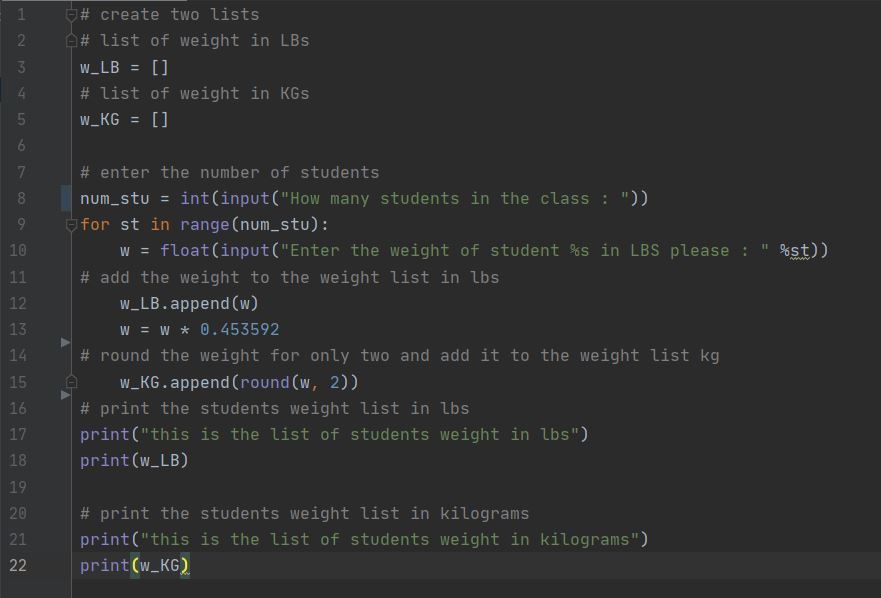 1 # create two lists
2 # list of weight in LBs
3 w_LB = []
4 # list of weight in KGs
5 w_KG = []
6
7 # enter the number of students
8 num_stu = int(input("How many students in the class : "))
9 for st in range(num_stu):
10     w = float(input("Enter the weight of student %s in LBS please : " %st))
11 # add the weight to the weight list in lbs
12     w_LB.append(w)
13     w = w * 0.453592
14 # round the weight for only two and add it to the weight list kg
15     w_KG.append(round(w, 2))
16 # print the students weight list in lbs
17 print("this is the list of students weight in lbs")
18 print(w_LB)
19
20 # print the students weight list in kilograms
21 print("this is the list of students weight in kilograms")
22 print(w_KG)